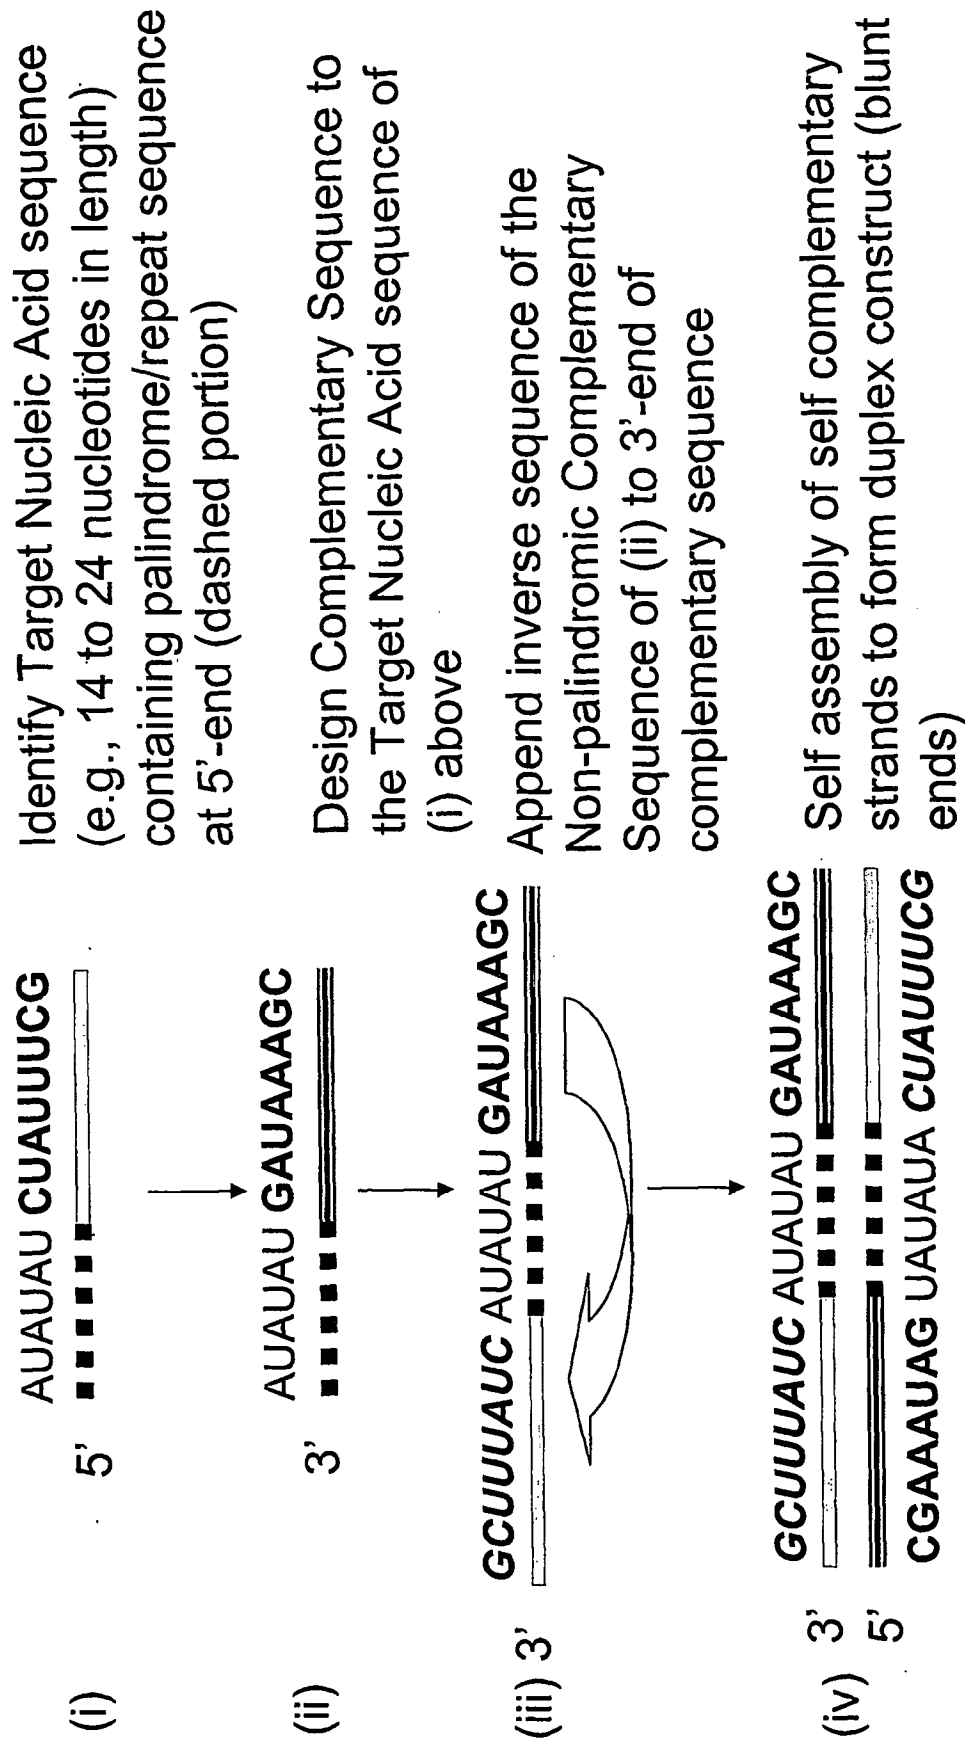 AUAUAU CUAUUUCG
(i)
5’
Identify Target Nucleic Acid sequence
(e.g., 14 to 24 nucleotides in length)
containing palindrome/repeat sequence
at 5’-end (dashed portion)
AUAUAU GAUAAAGC
(ii)
3’
Design Complementary Sequence to
the Target Nucleic Acid sequence of
(i) above
GCUUUAUC AUAUAU GAUAAAGC
(iii) 3’
Append inverse sequence of the
Non-palindromic Complementary
Sequence of (ii) to 3’-end of
complementary sequence
GCUUUAUC AUAUAU GAUAAAGC
(iv)
3’
5’
CGAAAUAG UAUAUA CUAUUUCG
Self assembly of self complementary
strands to form duplex construct (blunt
ends)